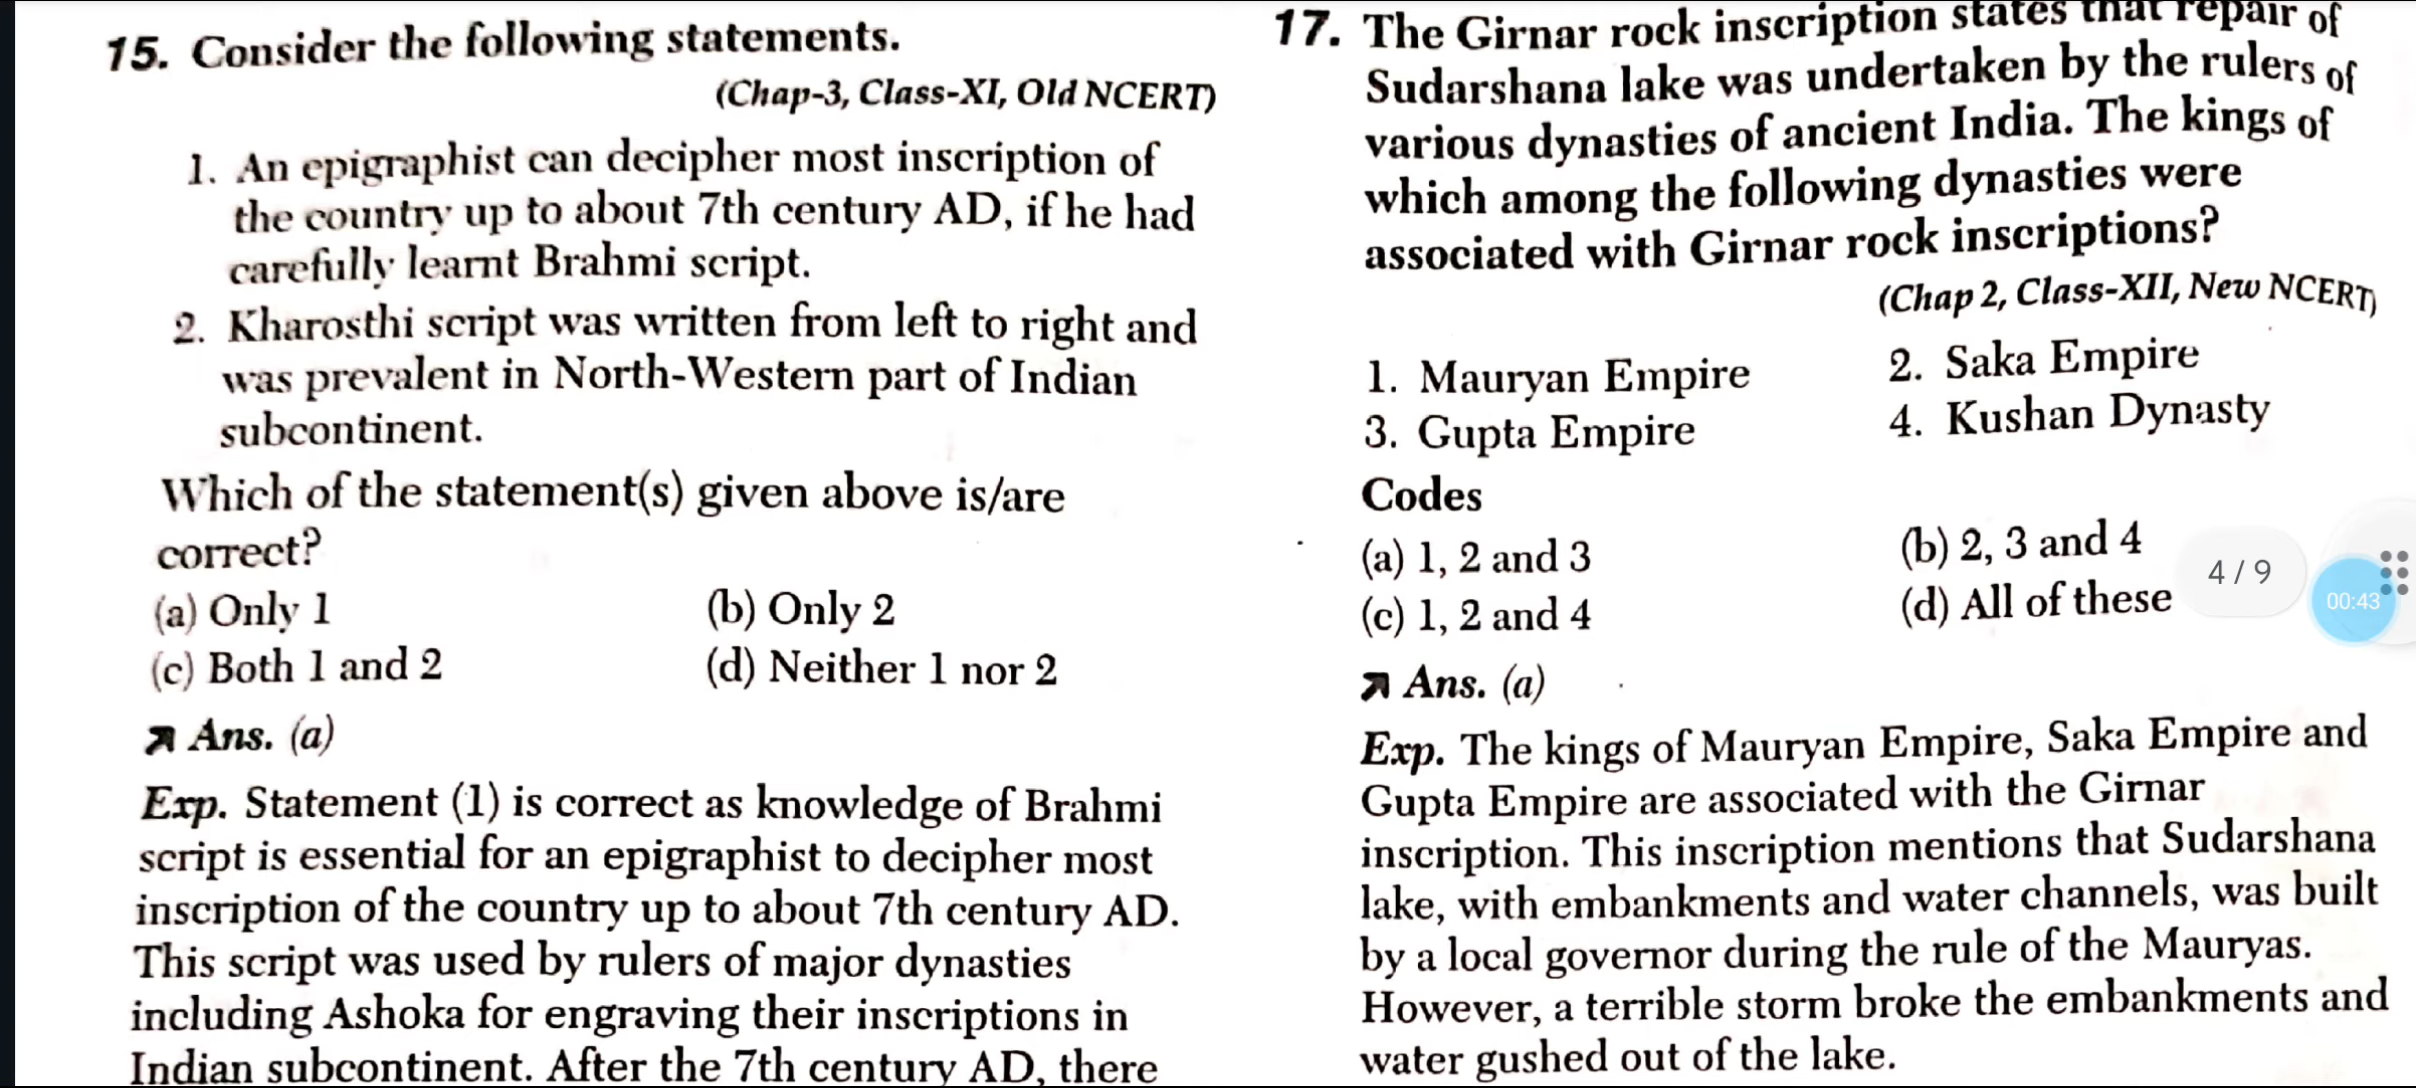 15. Consider the following statements.
(Chap-3, Class-XI, Old NCERT)
1. An epigraphist can decipher most inscription of
the country up to about 7th century AD, if he had
carefully learnt Brahmi script.
2. Kharosthi script was written from left to right and
was prevalent in North-Western part of Indian
subcontinent.
Which of the statement(s) given above is/are
correct?
(a) Only 1
(b) Only 2
(c) Both 1 and 2
(d) Neither 1 nor 2
Ans. (a)
Exp. Statement (1) is correct as knowledge of Brahmi
script is essential for an epigraphist to decipher most
inscription of the country up to about 7th century AD.
This script was used by rulers of major dynasties
including Ashoka for engraving their inscriptions in
Indian subcontinent. After the 7th century AD, there
17. The Girnar rock inscription states that repair of
Sudarshana lake was undertaken by the rulers of
various dynasties of ancient India. The kings of
which among the following dynasties were
associated with Girnar rock inscriptions?
(Chap 2, Class-XII, New NCERT)
1. Mauryan Empire
2. Saka Empire
3. Gupta Empire
4. Kushan Dynasty
Codes
(a) 1, 2 and 3
(b) 2, 3 and 4
(c) 1, 2 and 4
(d) All of these
Ans. (a)
Exp. The kings of Mauryan Empire, Saka Empire and
Gupta Empire are associated with the Girnar
inscription. This inscription mentions that Sudarshana
lake, with embankments and water channels, was built
by a local governor during the rule of the Mauryas.
However, a terrible storm broke the embankments and
water gushed out of the lake.
4 / 9
00:43